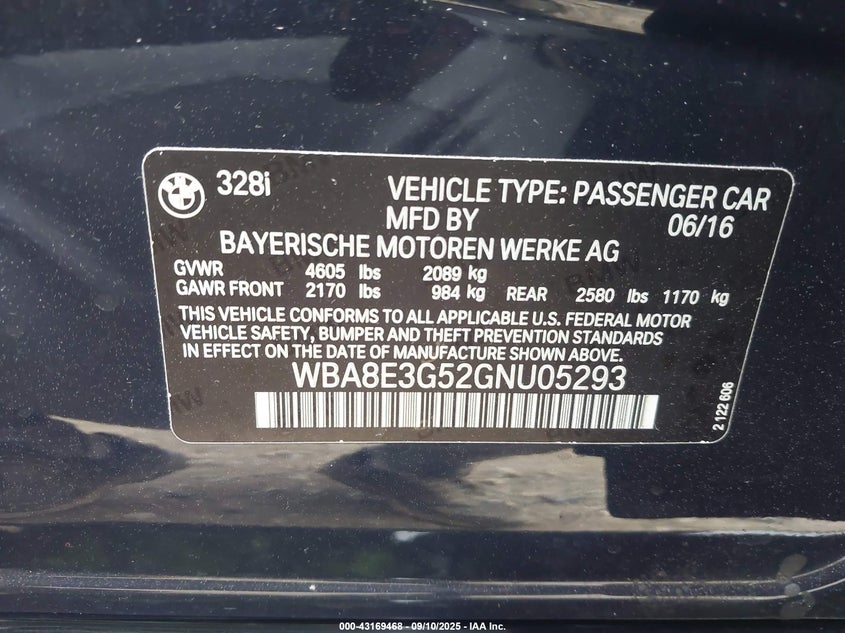 328i VEHICLE TYPE: PASSENGER CAR
MFD BY 06/16
BAYERISCHE MOTOREN WERKE AG
GVWR 4605 lbs 2089 kg
GAWR FRONT 2170 lbs 984 kg REAR 2580 lbs 1170 kg
THIS VEHICLE CONFORMS TO ALL APPLICABLE U.S. FEDERAL MOTOR
VEHICLE SAFETY, BUMPER AND THEFT PREVENTION STANDARDS
IN EFFECT ON THE DATE OF MANUFACTURE SHOWN ABOVE.
WBA8E3G52GNU05293
2 122 606
000-43169468 - 09/10/2025 - IAA Inc.